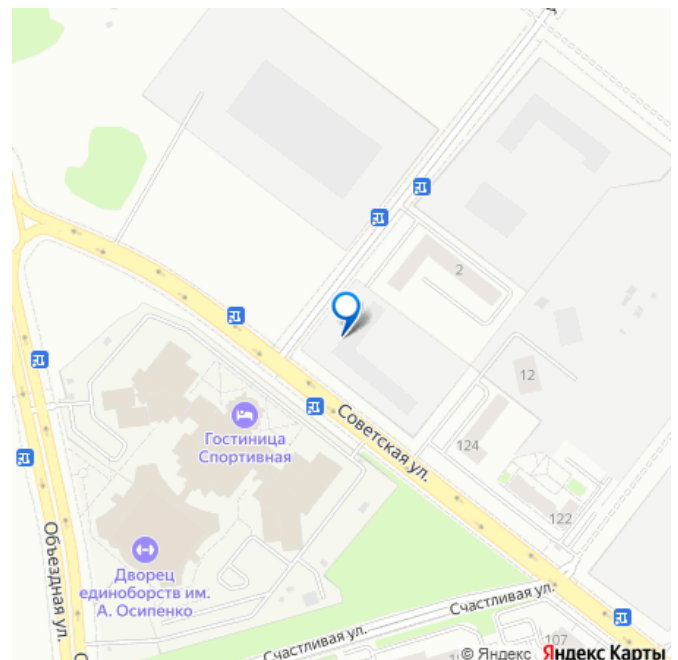 2
12
Советская ул.
Гостиница
Спортивная
124
122
Объездная ул.
Дворец
единоборств им.
А. Осипенко
Счастливая ул.
Счастливая ул.
107
© Яндекс Яндекс Карты